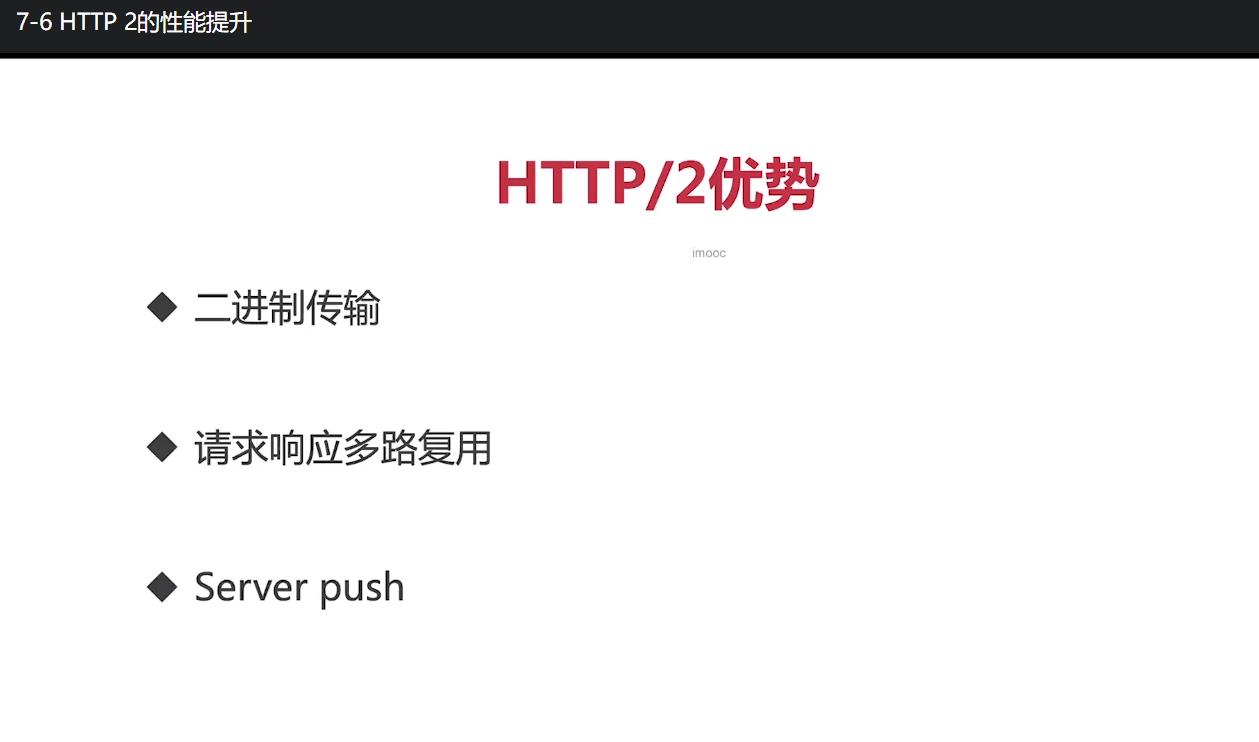 7-6 HTTP 2的性能提升
HTTP/2优势
imooc
◆ 二进制传输
◆ 请求响应多路复用
◆ Server push